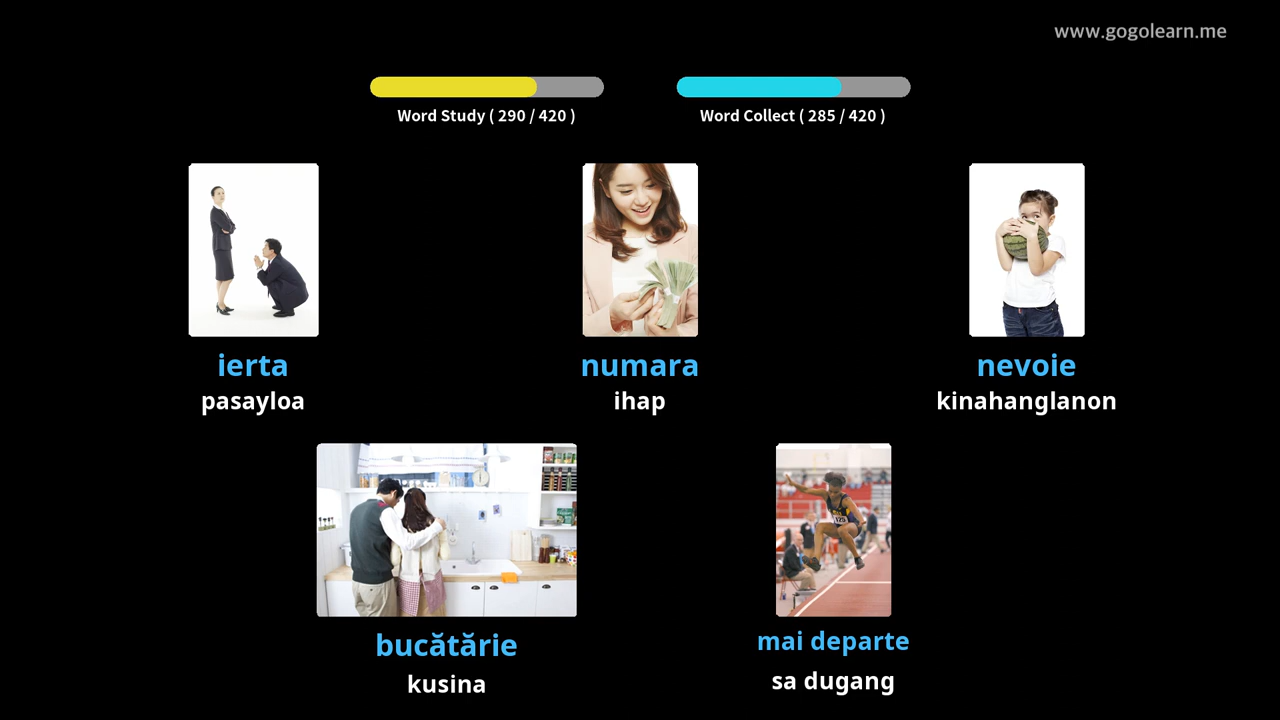 www.gogolearn.me
Word Study ( 290 / 420 )
Word Collect ( 285 / 420 )
ierta
pasayloa
numara
ihap
nevoie
kinahanglanon
bucătărie
kusina
mai departe
sa dugang